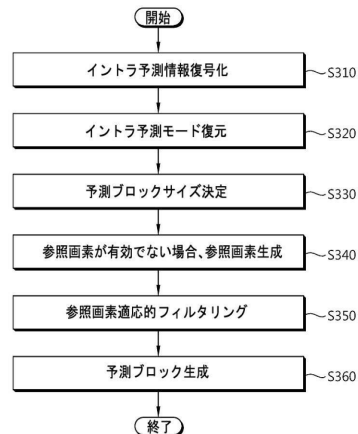 開始
イントラ予測情報復号化
S310
イントラ予測モード復元
S320
予測ブロックサイズ決定
S330
参照画素が有効でない場合、参照画素生成
S340
参照画素適応的フィルタリング
S350
予測ブロック生成
S360
終了